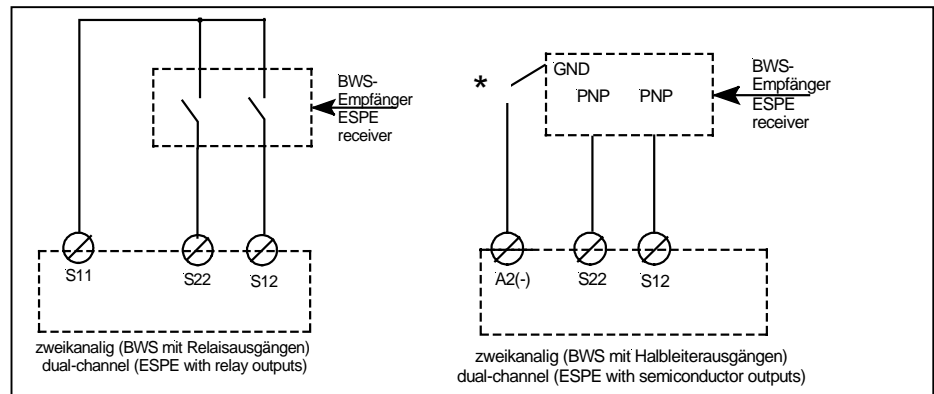 BWS-
Empfänger
ESPE
receiver
S11
S22
S12
zweikanalig (BWS mit Relaisausgängen)
dual-channel (ESPE with relay outputs)
*
GND
PNP PNP
BWS-
Empfänger
ESPE
receiver
A2(-)
S22
S12
zweikanalig (BWS mit Halbleiterausgängen)
dual-channel (ESPE with semiconductor outputs)